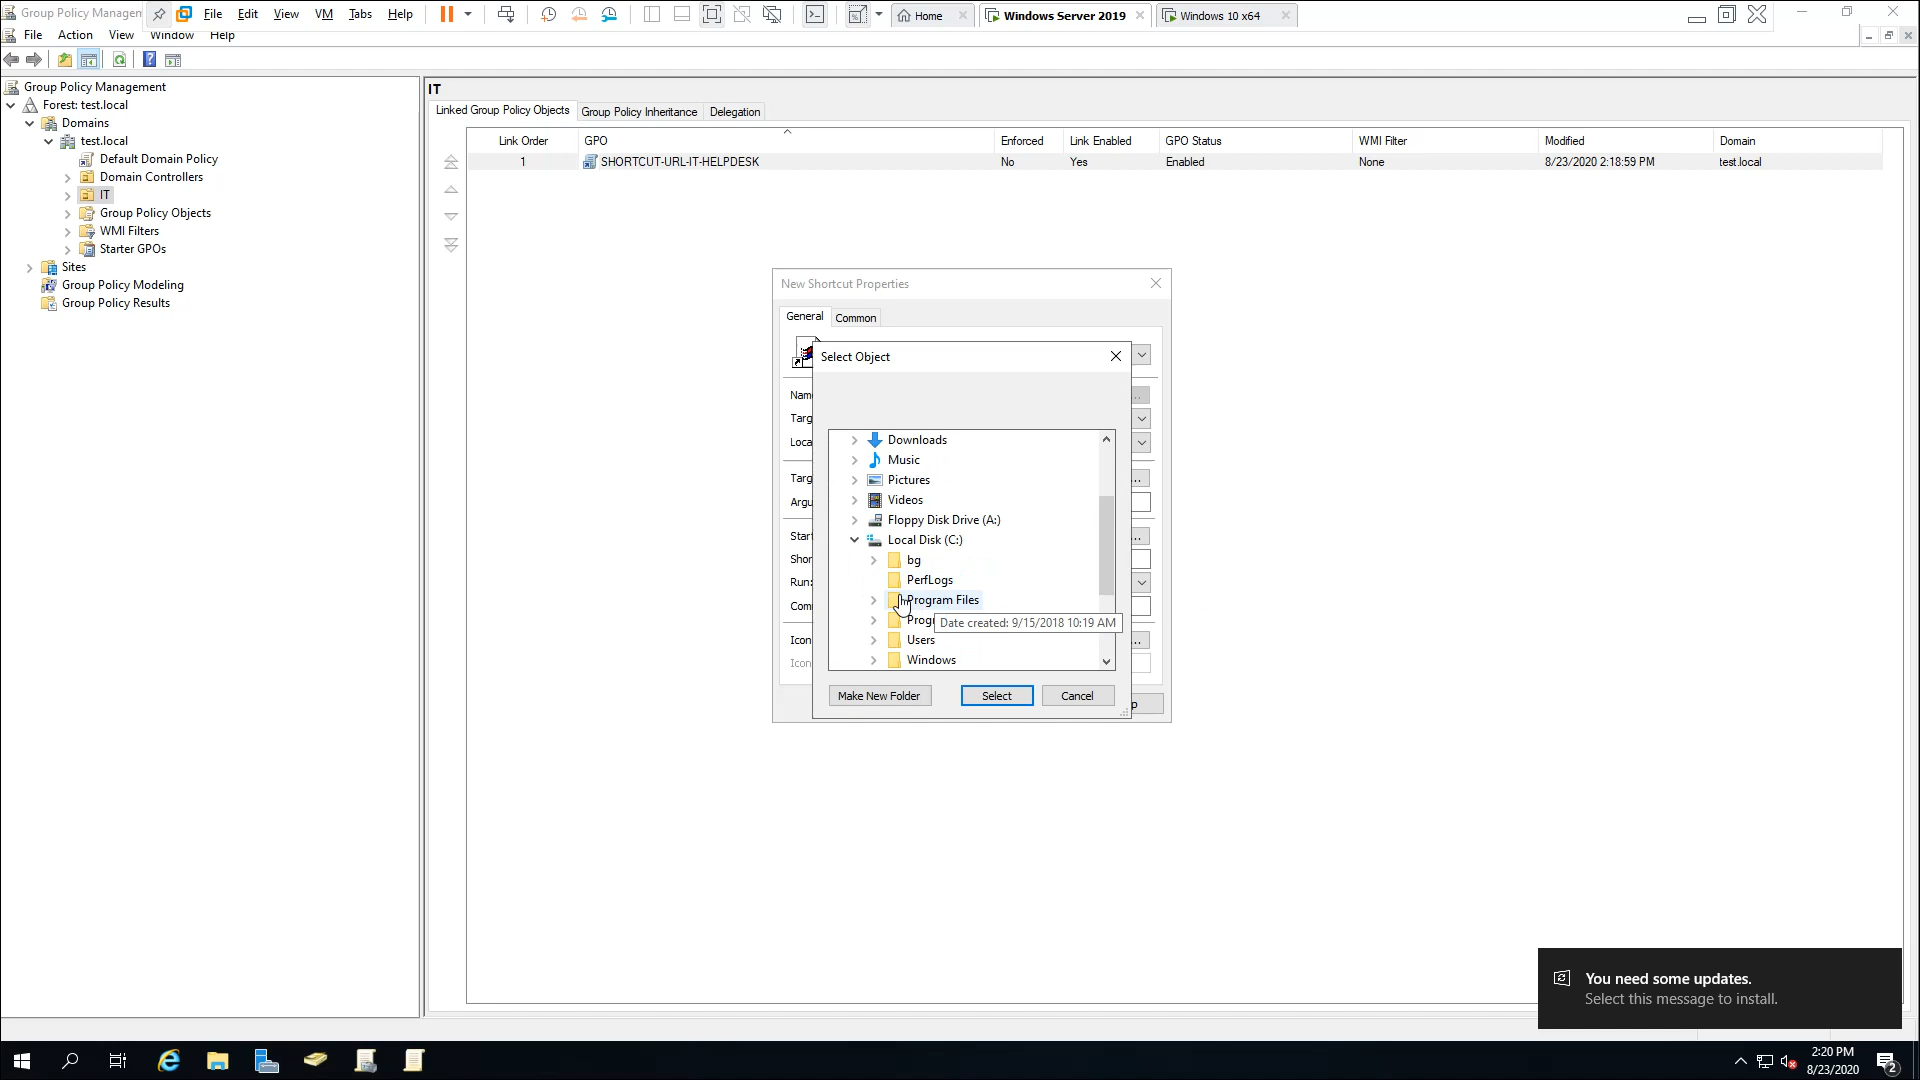 Group Policy Managen
File Edit View VM Tabs Help
Home
Windows Server 2019
Windows 10 x64
File Action View Window Help
Group Policy Management
Forest: test.local
Domains
test.local
Default Domain Policy
Domain Controllers
IT
Group Policy Objects
WMI Filters
Starter GPOs
Sites
Group Policy Modeling
Group Policy Results
IT
Linked Group Policy Objects Group Policy Inheritance Delegation
Link Order GPO Enforced Link Enabled GPO Status WMI Filter Modified Domain
1 SHORTCUT-URL-IT-HELPDESK No Yes Enabled None 8/23/2020 2:18:59 PM test.local
New Shortcut Properties
General Common
Select Object
Nam
Targ
Loca
Targ
Argu
Start
Shor
Run:
Com
Icon
Icon
Downloads
Music
Pictures
Videos
Floppy Disk Drive (A:)
Local Disk (C:)
bg
PerfLogs
Program Files
Progr
Date created: 9/15/2018 10:19 AM
Users
Windows
Make New Folder Select Cancel
p
You need some updates.
Select this message to install.
2:20 PM
8/23/2020
2